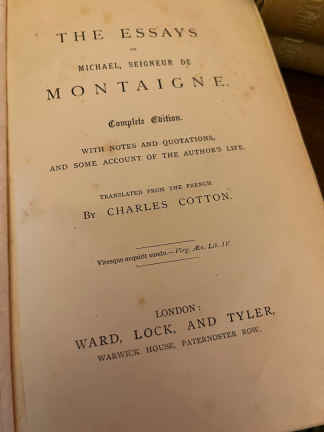 THE ESSAYS
OF
MICHAEL, SEIGNEUR DE
MONTAIGNE.
Complete Edition.
WITH NOTES AND QUOTATIONS,
AND SOME ACCOUNT OF THE AUTHOR'S LIFE.
TRANSLATED FROM THE FRENCH
BY CHARLES COTTON.
Viresque acquirit eundo.—Virg. Æn. Lib. IV.
LONDON:
WARD, LOCK, AND TYLER,
WARWICK HOUSE, PATERNOSTER ROW.